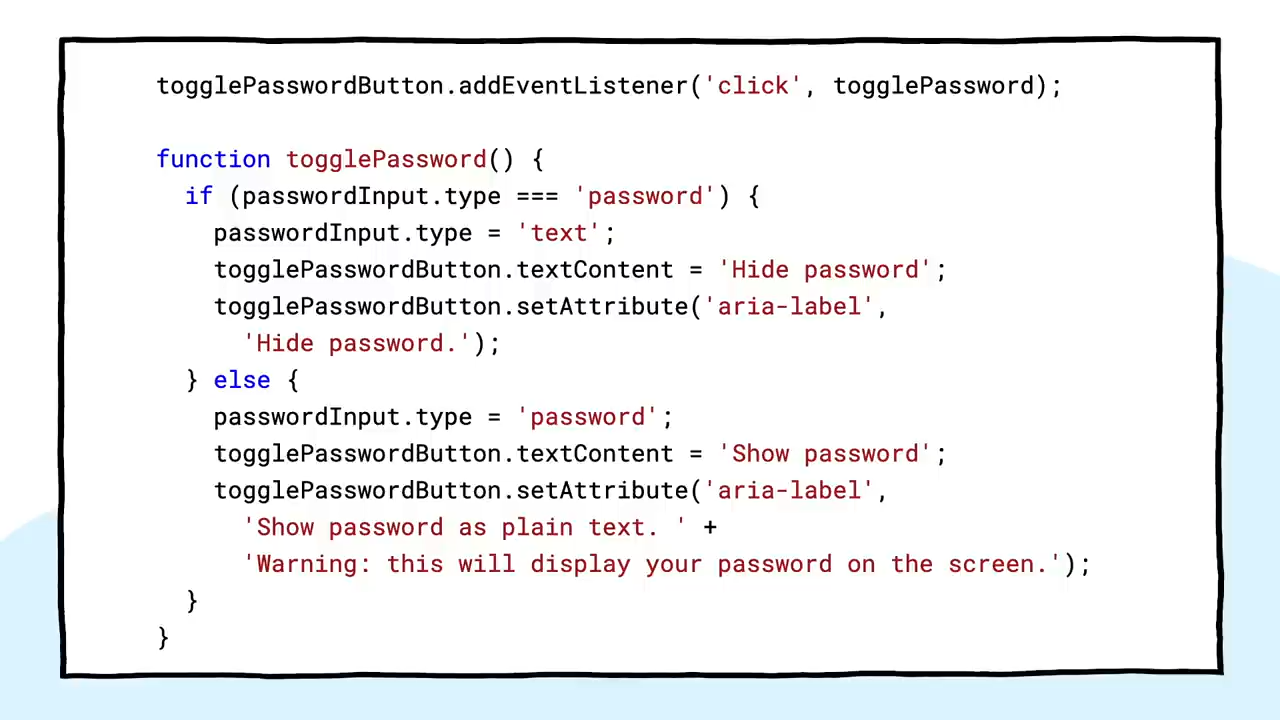 togglePasswordButton.addEventListener('click', togglePassword);
function togglePassword() {
if (passwordInput.type === 'password') {
passwordInput.type = 'text';
togglePasswordButton.textContent = 'Hide password';
togglePasswordButton.setAttribute('aria-label',
'Hide password.');
} else {
passwordInput.type = 'password';
togglePasswordButton.textContent = 'Show password';
togglePasswordButton.setAttribute('aria-label',
'Show password as plain text. ' +
'Warning: this will display your password on the screen.');
}
}